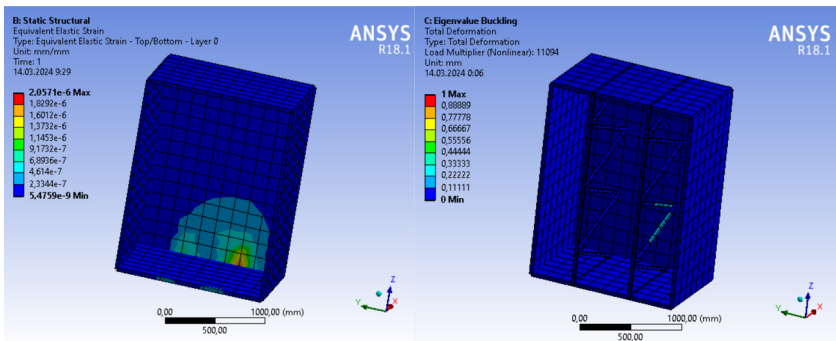 B: Static Structural
Equivalent Elastic Strain
Type: Equivalent Elastic Strain - Top/Bottom - Layer 0
Unit: mm/mm
Time: 1
14.03.2024 9:29
ANSYS
R18.1
2,0571e-6 Max
1,8292e-6
1,6012e-6
1,3732e-6
1,1453e-6
9,1732e-7
6,8936e-7
4,614e-7
2,3344e-7
5,4759e-9 Min
0,00
1000,00 (mm)
500,00
Z
Y
X
C: Eigenvalue Buckling
Total Deformation
Type: Total Deformation
Load Multiplier (Nonlinear): 11094
Unit: mm
14.03.2024 0:06
ANSYS
R18.1
1 Max
0,88889
0,77778
0,66667
0,55556
0,44444
0,33333
0,22222
0,11111
0 Min
0,00
1000,00 (mm)
500,00
Z
Y
X